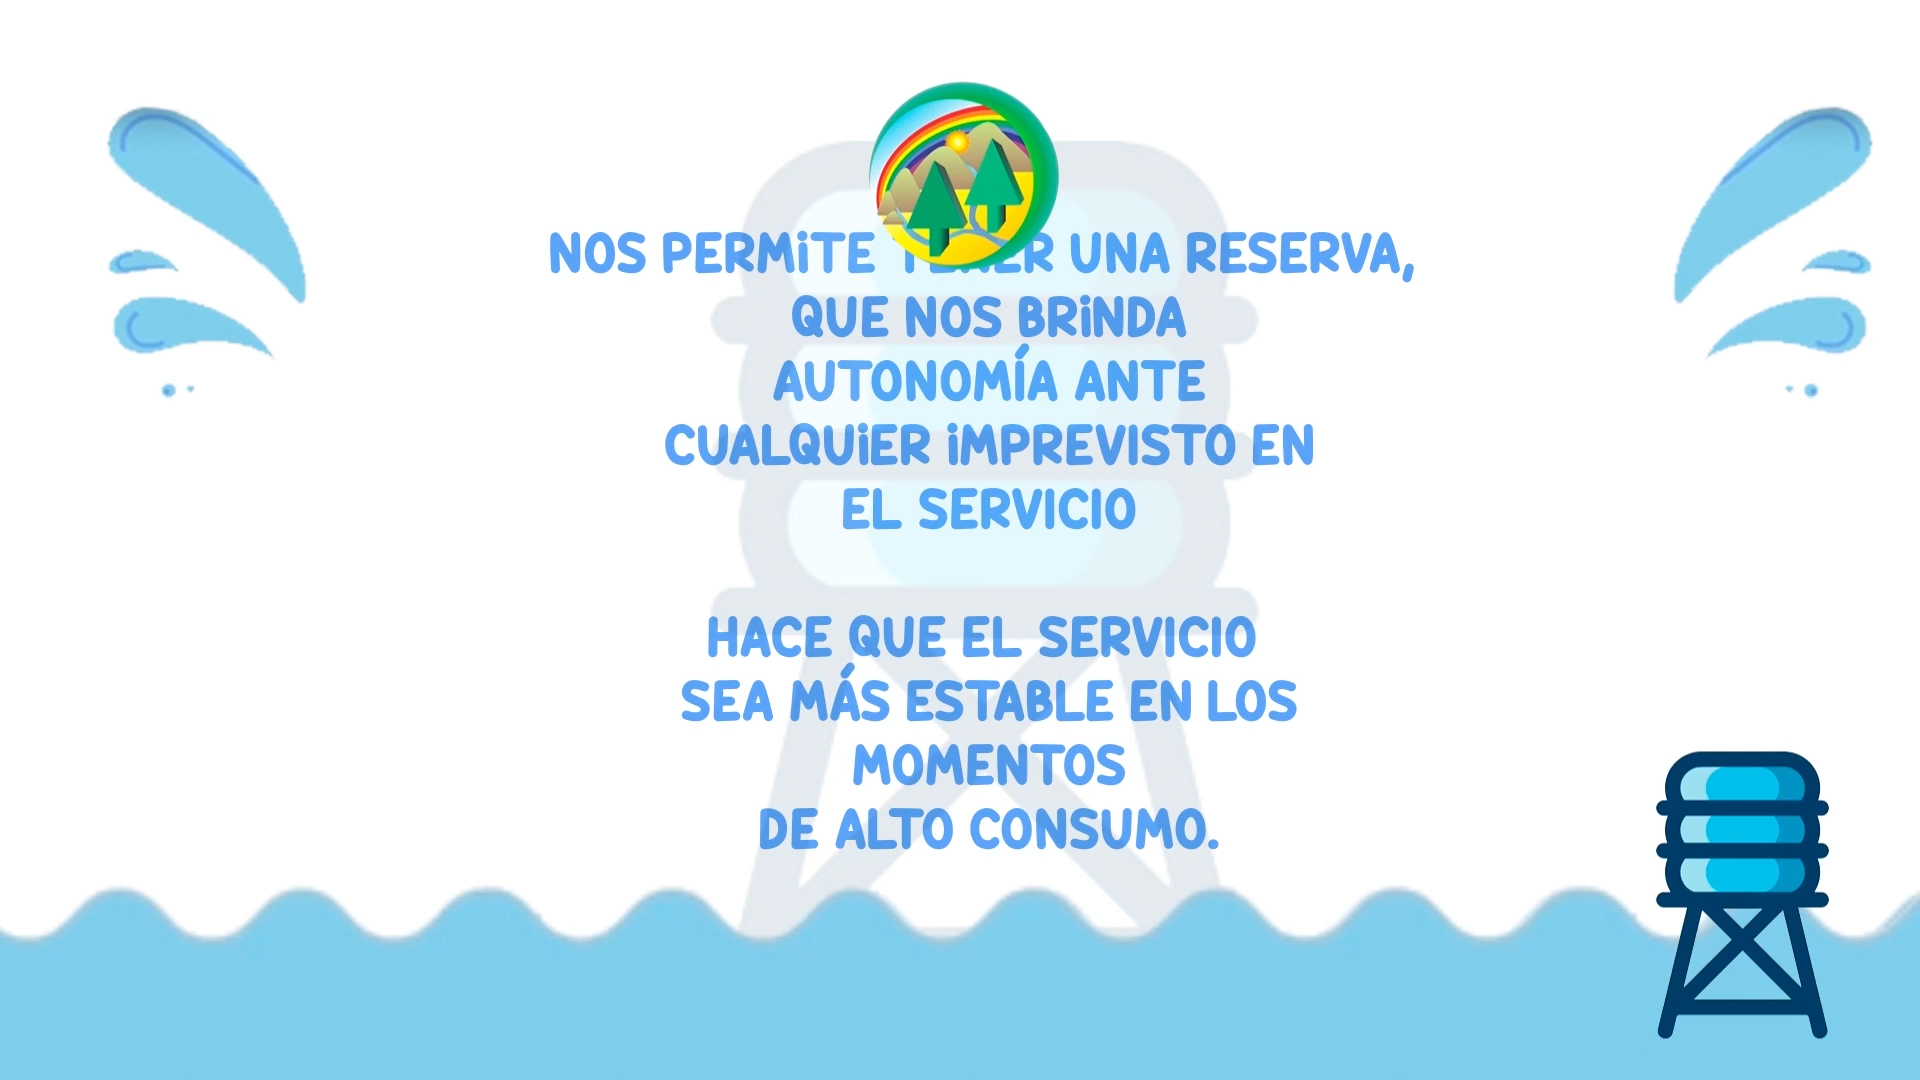 NOS PERMITE UNA RESERVA,
QUE NOS BRINDA
AUTONOMÍA ANTE
CUALQUIER IMPREVISTO EN
EL SERVICIO
HACE QUE EL SERVICIO
SEA MÁS ESTABLE EN LOS
MOMENTOS
DE ALTO CONSUMO.